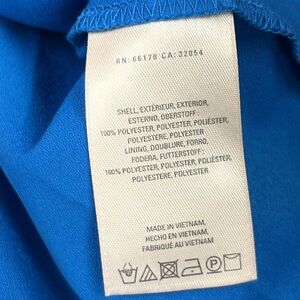 RN: 66170 CA: 32054
SHELL, EXTÉRIEUR, EXTERIOR,
ESTERNO, OBERSTOFF:
100% POLYESTER, POLYESTER, POLIÉSTER,
POLYESTERE, POLYESTER
LINING, DOUBLURE, FORRO,
FODERA, FUTTERSTOFF:
100% POLYESTER, POLYESTER, POLIÉSTER,
POLYESTERE, POLYESTER
MADE IN VIETNAM,
HECHO EN VIETNAM,
FABRIQUÉ AU VIETNAM
P